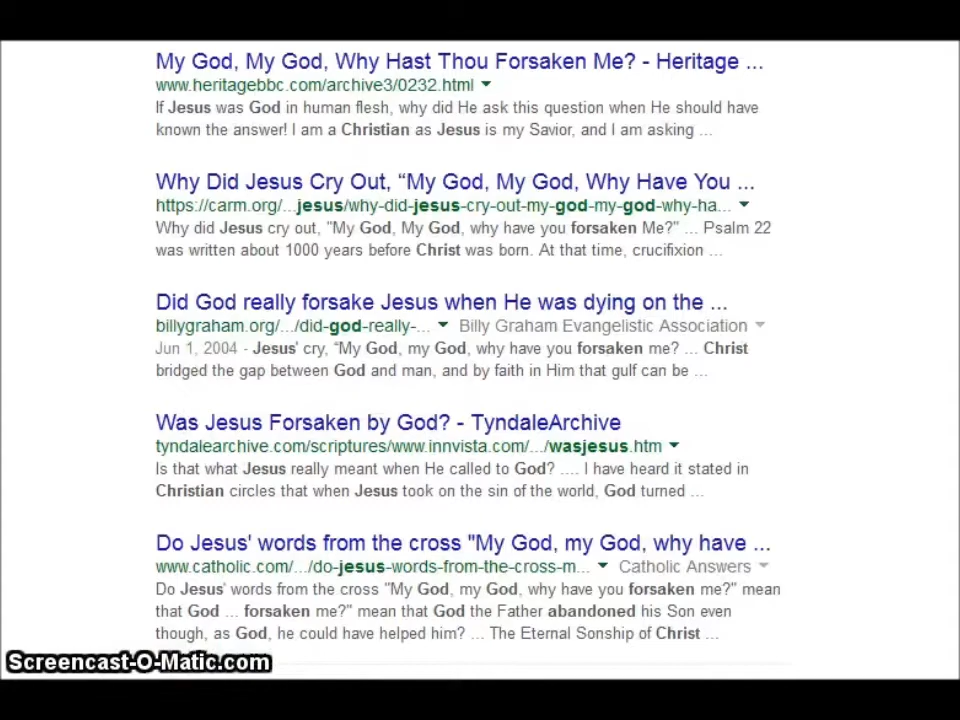 My God, My God, Why Hast Thou Forsaken Me? - Heritage ...
www.heritagebbc.com/archive3/0232.html
If Jesus was God in human flesh, why did He ask this question when He should have
known the answer! I am a Christian as Jesus is my Savior, and I am asking ...
Why Did Jesus Cry Out, “My God, My God, Why Have You ...
https://carm.org/...jesus/why-did-jesus-cry-out-my-god-my-god-why-ha...
Why did Jesus cry out, "My God, My God, why have you forsaken Me?" ... Psalm 22
was written about 1000 years before Christ was born. At that time, crucifixion ...
Did God really forsake Jesus when He was dying on the ...
billygraham.org/.../did-god-really-... Billy Graham Evangelistic Association
Jun 1, 2004 - Jesus' cry, “My God, my God, why have you forsaken me? ... Christ
bridged the gap between God and man, and by faith in Him that gulf can be ...
Was Jesus Forsaken by God? - TyndaleArchive
tyndalearchive.com/scriptures/www.innvista.com/.../wasjesus.htm
Is that what Jesus really meant when He called to God? .... I have heard it stated in
Christian circles that when Jesus took on the sin of the world, God turned ...
Do Jesus' words from the cross "My God, my God, why have ...
www.catholic.com/.../do-jesus-words-from-the-cross-m... Catholic Answers
Do Jesus' words from the cross "My God, my God, why have you forsaken me?" mean
that God ... forsaken me?" mean that God the Father abandoned his Son even
though, as God, he could have helped him? ... The Eternal Sonship of Christ ...
Screencast-O-Matic.com